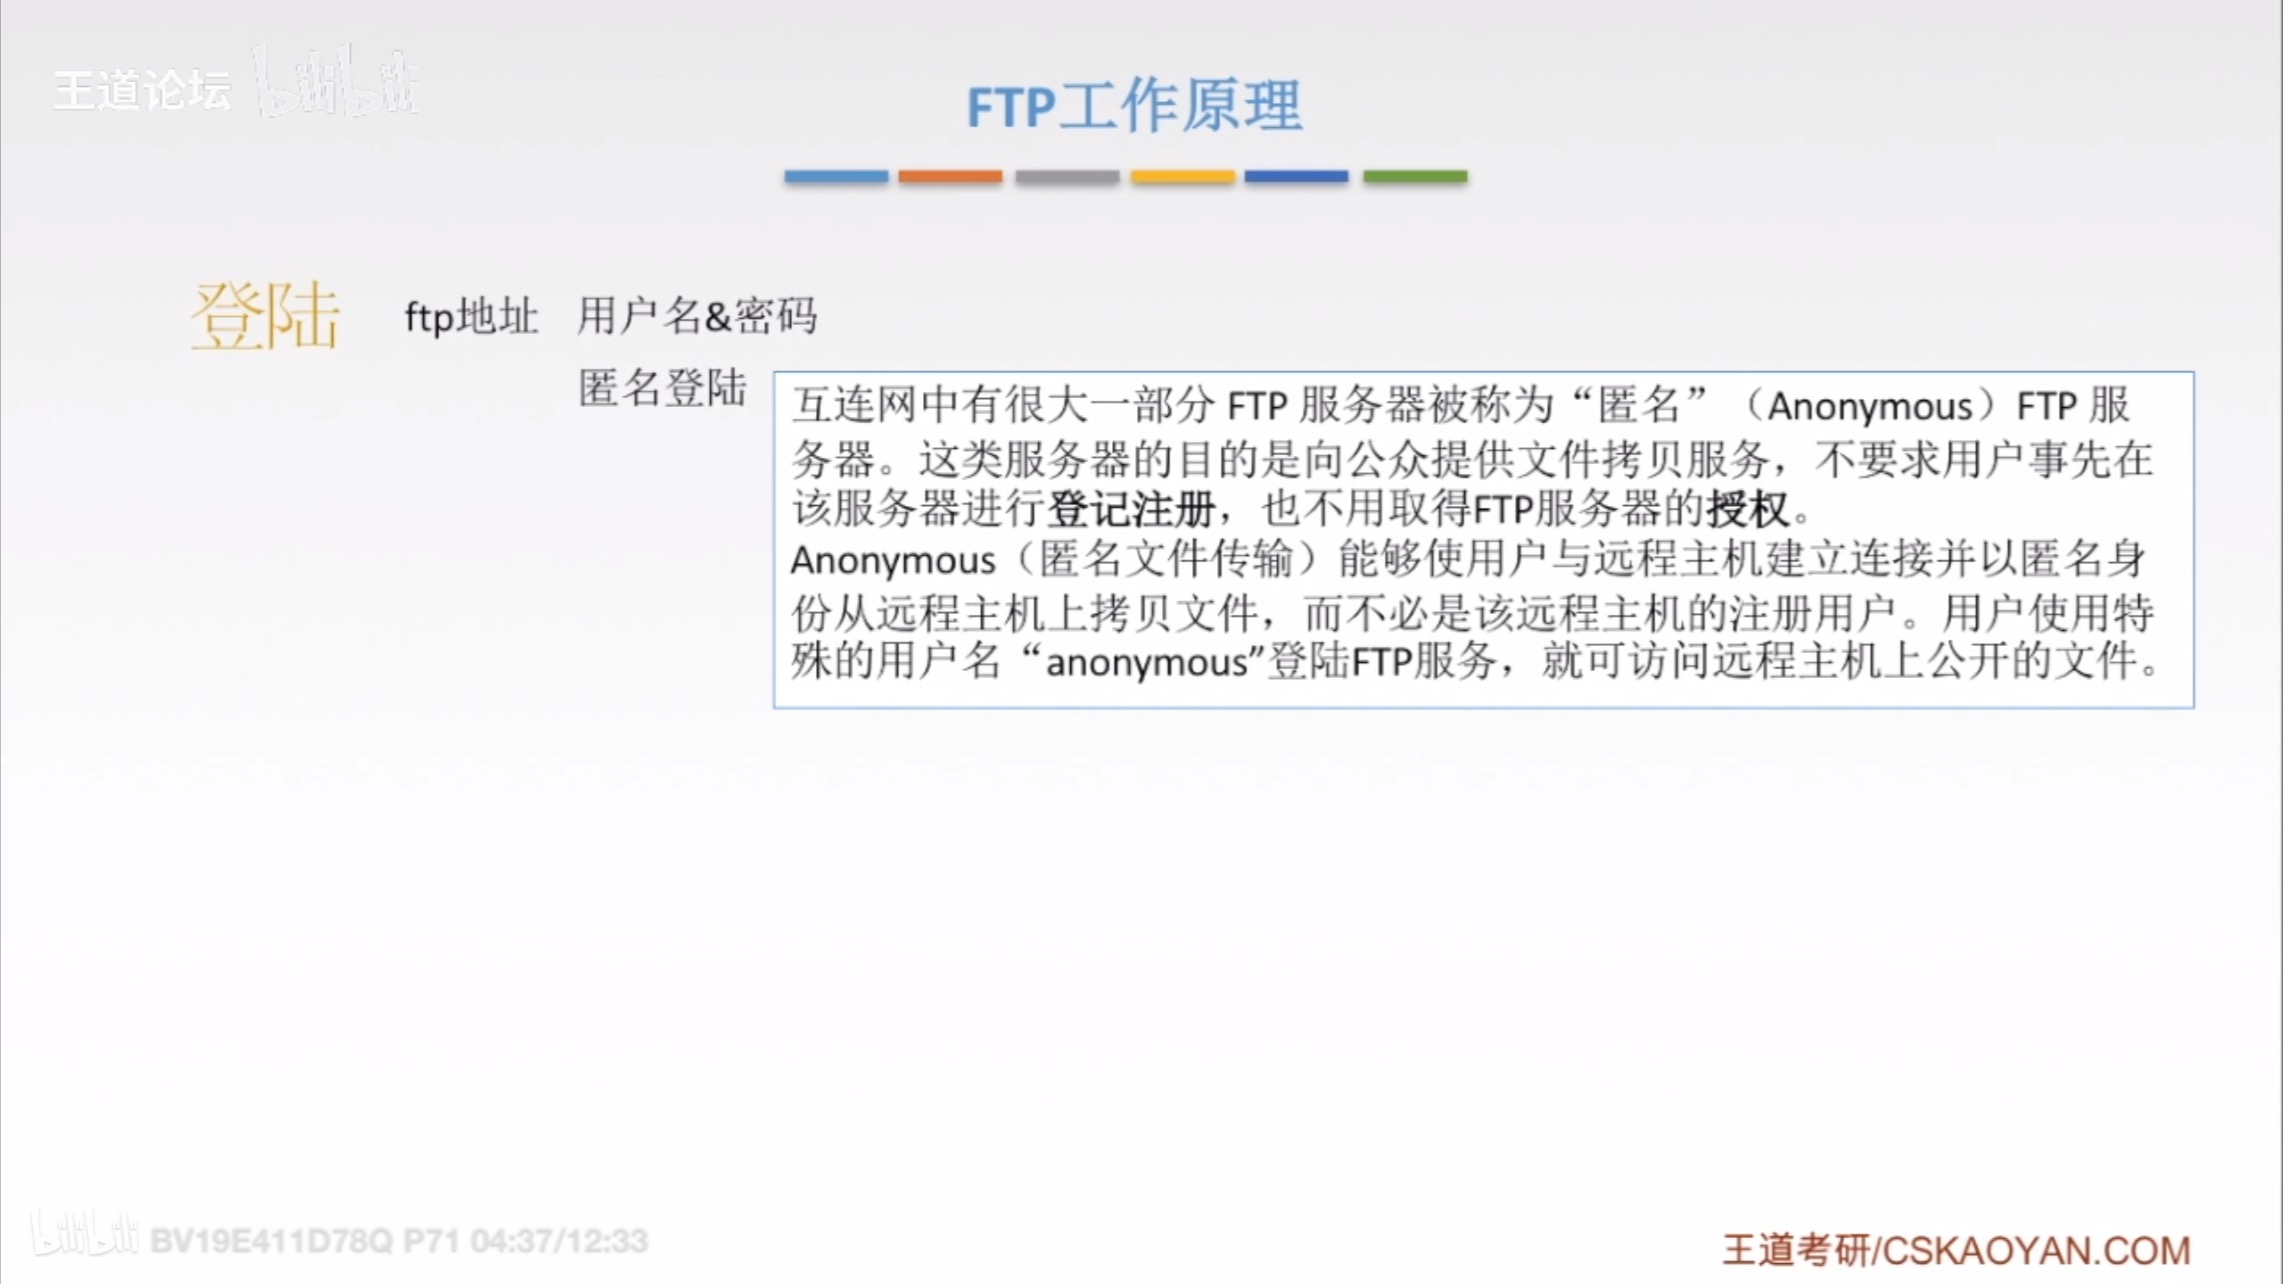 王道论坛 bilibili
FTP工作原理
登陆 ftp地址 用户名&密码
匿名登陆
互连网中有很大一部分 FTP 服务器被称为“匿名”（Anonymous）FTP 服
务器。这类服务器的目的是向公众提供文件拷贝服务，不要求用户事先在
该服务器进行登记注册，也不用取得FTP服务器的授权。
Anonymous（匿名文件传输）能够使用户与远程主机建立连接并以匿名身
份从远程主机上拷贝文件，而不必是该远程主机的注册用户。用户使用特
殊的用户名“anonymous”登陆FTP服务，就可访问远程主机上公开的文件。
bilibili BV19E411D78Q P71 04:37/12:33
王道考研/CSKAOYAN.COM